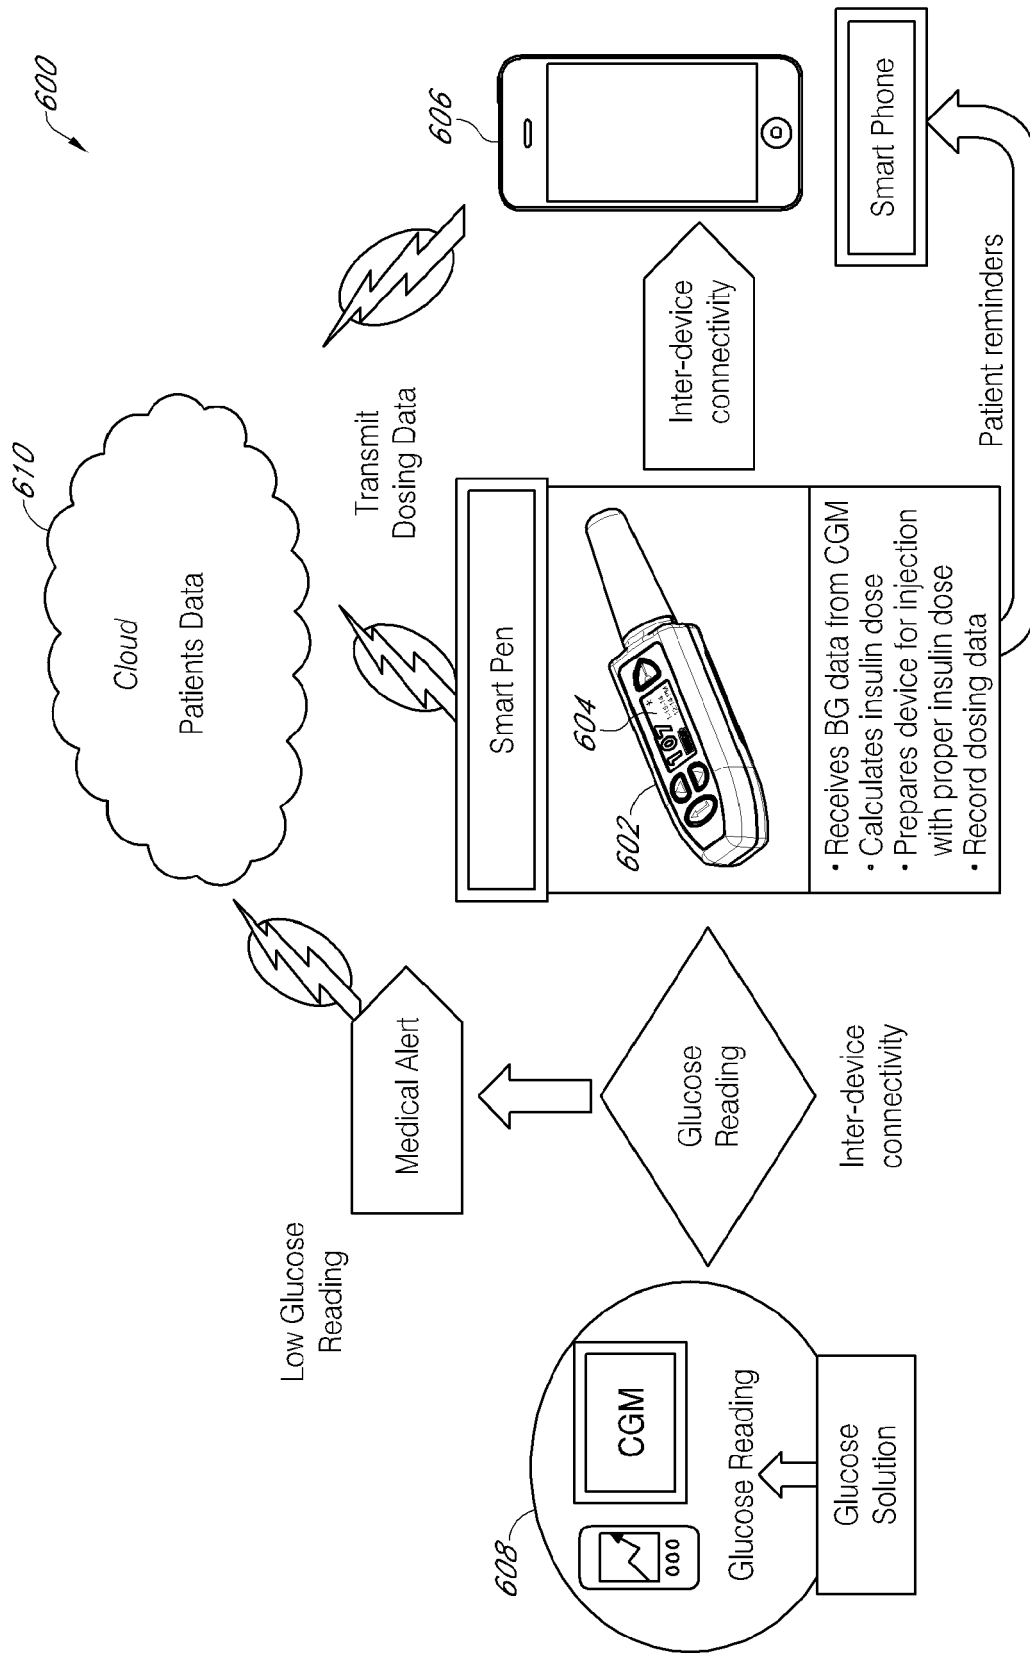 600
610
Cloud
Patients Data
Low Glucose
Reading
Medical Alert
Transmit
Dosing Data
606
608
CGM
Glucose Reading
Glucose
Solution
Glucose
Reading
Inter-device
connectivity
Smart Pen
602
604
107
• Receives BG data from CGM
• Calculates insulin dose
• Prepares device for injection
with proper insulin dose
• Record dosing data
Inter-device
connectivity
Smart Phone
Patient reminders